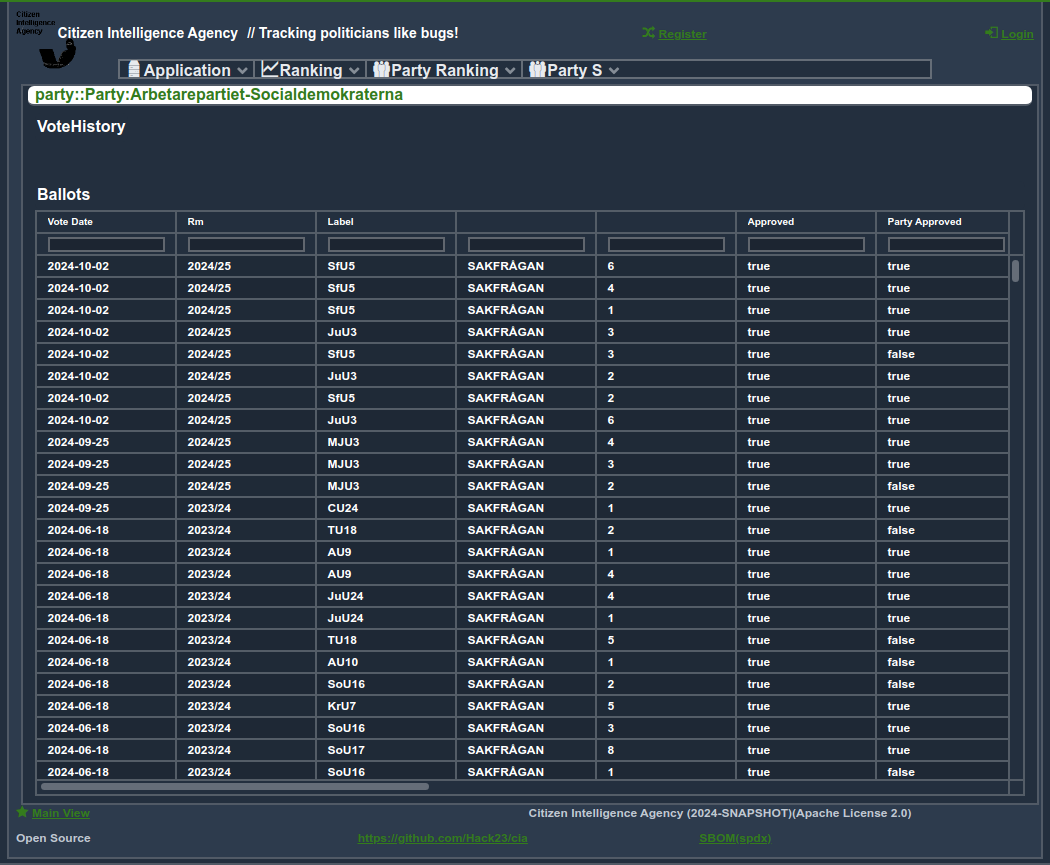 Citizen
Intelligence
Agency
Citizen Intelligence Agency // Tracking politicians like bugs!
Register
Login
Application Ranking Party Ranking Party S
party::Party:Arbetarepartiet-Socialdemokraterna
VoteHistory
Ballots
Vote Date Rm Label Approved Party Approved
2024-10-02 2024/25 SfU5 SAKFRÅGAN 6 true true
2024-10-02 2024/25 SfU5 SAKFRÅGAN 4 true true
2024-10-02 2024/25 SfU5 SAKFRÅGAN 1 true true
2024-10-02 2024/25 JuU3 SAKFRÅGAN 3 true true
2024-10-02 2024/25 SfU5 SAKFRÅGAN 3 true false
2024-10-02 2024/25 JuU3 SAKFRÅGAN 2 true true
2024-10-02 2024/25 SfU5 SAKFRÅGAN 2 true true
2024-10-02 2024/25 JuU3 SAKFRÅGAN 6 true true
2024-09-25 2024/25 MJU3 SAKFRÅGAN 4 true true
2024-09-25 2024/25 MJU3 SAKFRÅGAN 3 true true
2024-09-25 2024/25 MJU3 SAKFRÅGAN 2 true false
2024-09-25 2023/24 CU24 SAKFRÅGAN 1 true true
2024-06-18 2023/24 TU18 SAKFRÅGAN 2 true false
2024-06-18 2023/24 AU9 SAKFRÅGAN 1 true true
2024-06-18 2023/24 AU9 SAKFRÅGAN 4 true true
2024-06-18 2023/24 JuU24 SAKFRÅGAN 4 true true
2024-06-18 2023/24 JuU24 SAKFRÅGAN 1 true true
2024-06-18 2023/24 TU18 SAKFRÅGAN 5 true false
2024-06-18 2023/24 AU10 SAKFRÅGAN 1 true false
2024-06-18 2023/24 SoU16 SAKFRÅGAN 2 true false
2024-06-18 2023/24 KrU7 SAKFRÅGAN 5 true true
2024-06-18 2023/24 SoU16 SAKFRÅGAN 3 true true
2024-06-18 2023/24 SoU17 SAKFRÅGAN 8 true true
2024-06-18 2023/24 SoU16 SAKFRÅGAN 1 true false
Main View
Citizen Intelligence Agency (2024-SNAPSHOT)(Apache License 2.0)
Open Source
https://github.com/Hack23/cia
SBOM(spdx)